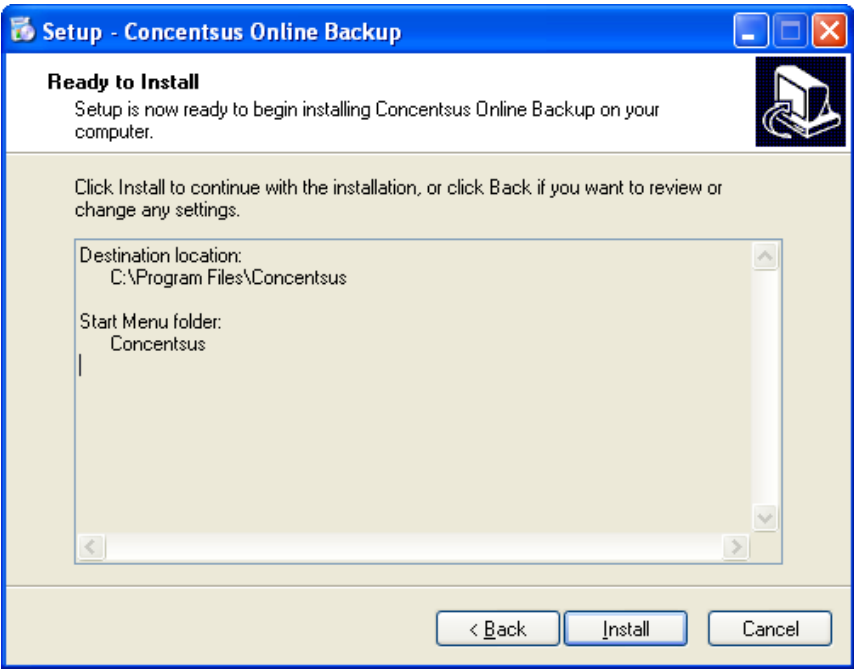 Setup - Concentsus Online Backup
Ready to Install
Setup is now ready to begin installing Concentsus Online Backup on your
computer.
Click Install to continue with the installation, or click Back if you want to review or
change any settings.
Destination location:
C:\Program Files\Concentsus
Start Menu folder:
Concentsus
< Back
Install
Cancel